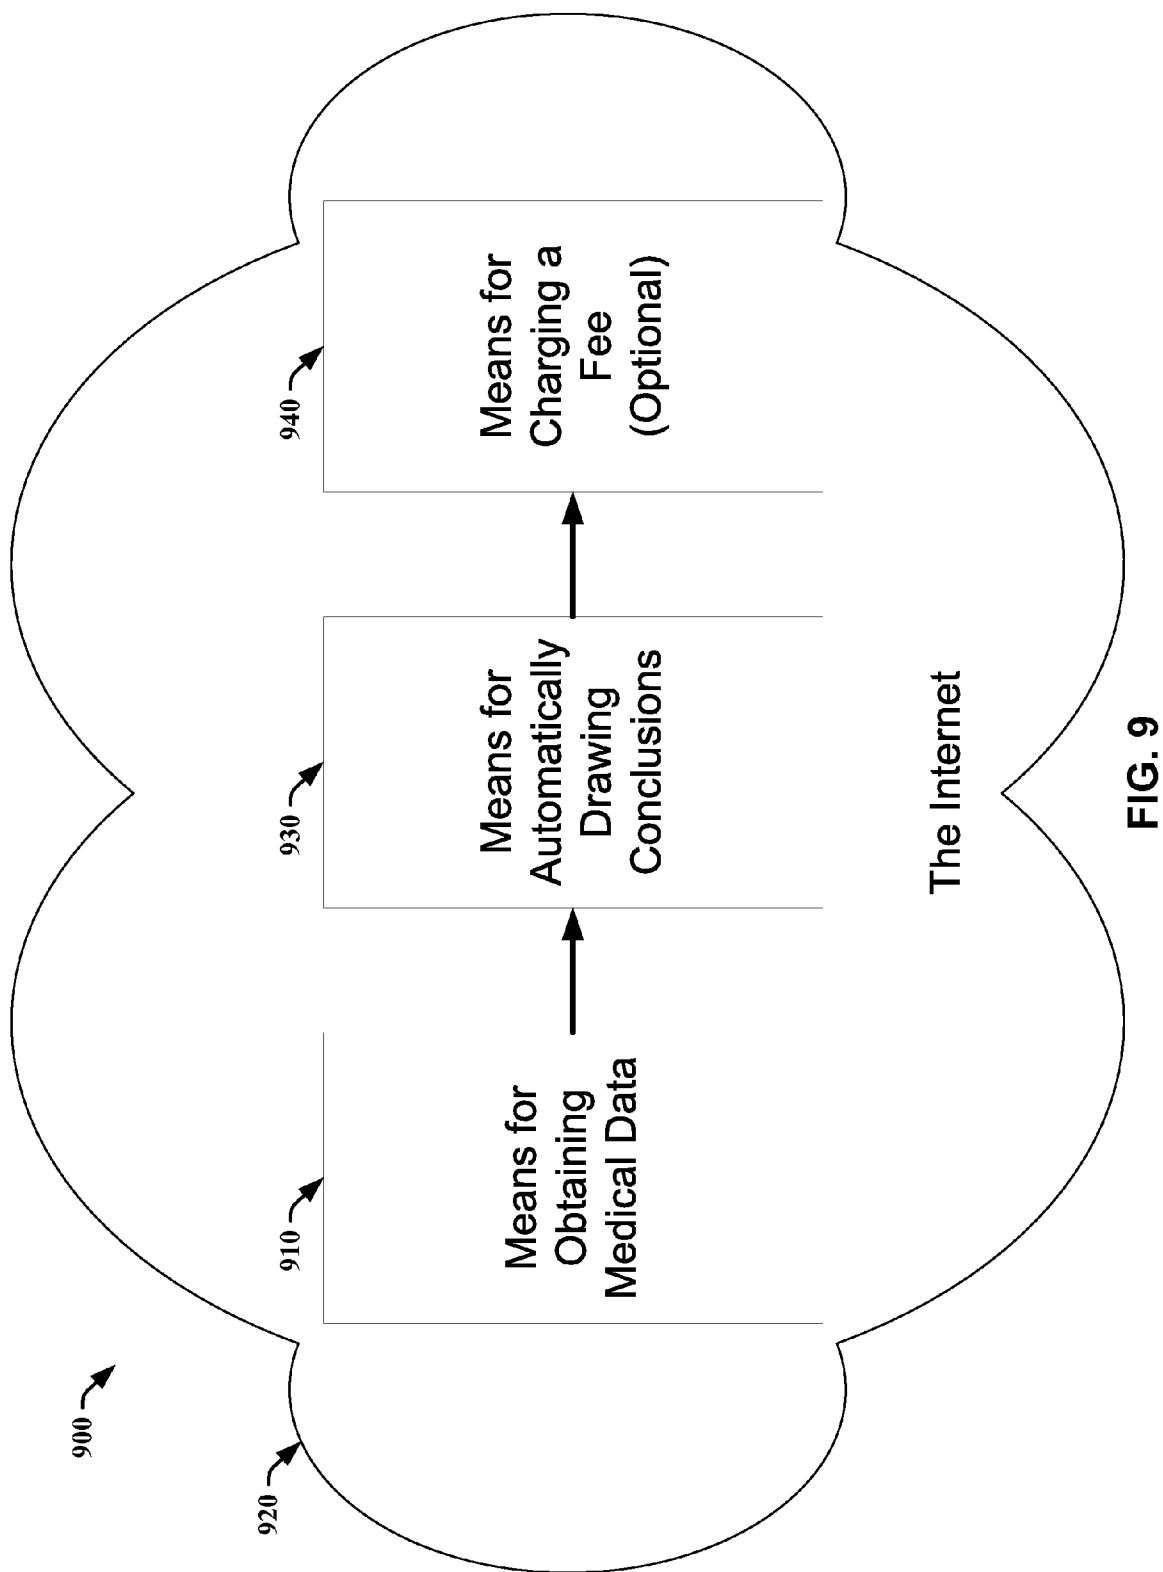 900
920
910
Means for
Obtaining
Medical Data
930
Means for
Automatically
Drawing
Conclusions
940
Means for
Charging a
Fee
(Optional)
The Internet
FIG. 9